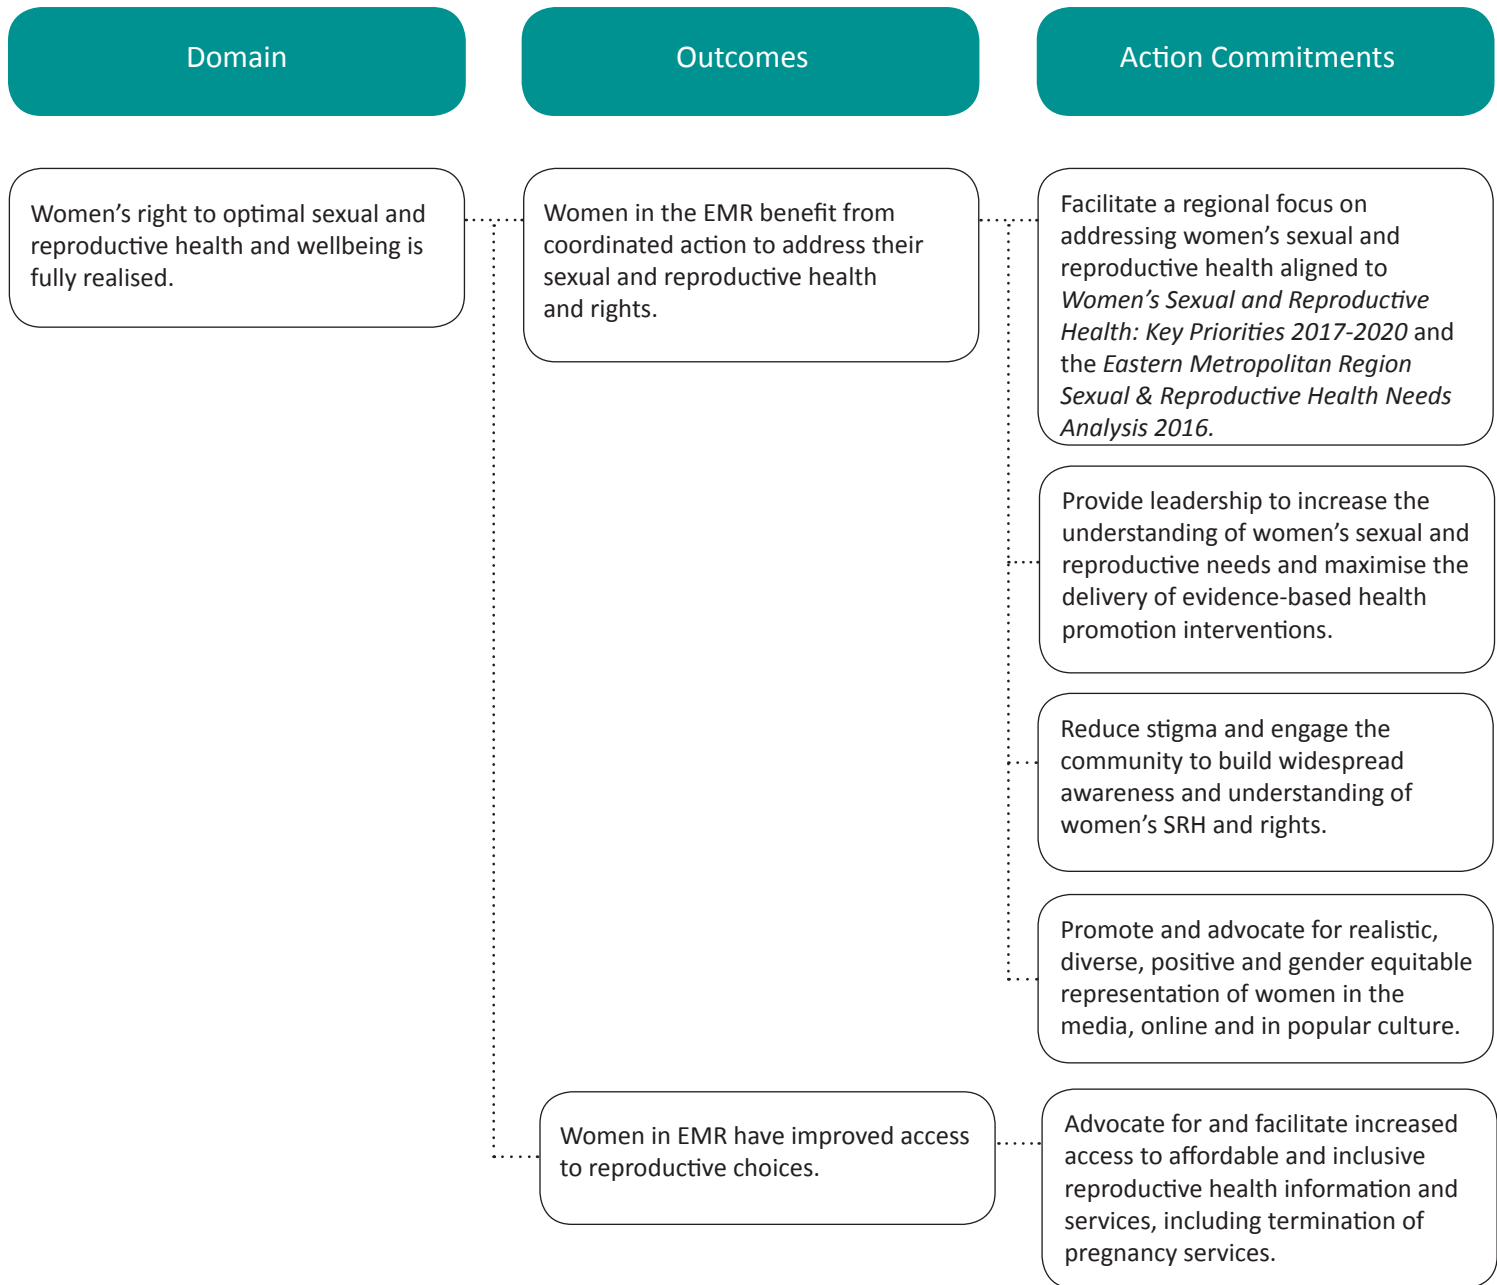 Domain
Outcomes
Action Commitments
Women’s right to optimal sexual and
reproductive health and wellbeing is
fully realised.
Women in the EMR benefit from
coordinated action to address their
sexual and reproductive health
and rights.
Facilitate a regional focus on
addressing women’s sexual and
reproductive health aligned to
Women’s Sexual and Reproductive
Health: Key Priorities 2017-2020 and
the Eastern Metropolitan Region
Sexual & Reproductive Health Needs
Analysis 2016.
Provide leadership to increase the
understanding of women’s sexual and
reproductive needs and maximise the
delivery of evidence-based health
promotion interventions.
Reduce stigma and engage the
community to build widespread
awareness and understanding of
women’s SRH and rights.
Promote and advocate for realistic,
diverse, positive and gender equitable
representation of women in the
media, online and in popular culture.
Women in EMR have improved access
to reproductive choices.
Advocate for and facilitate increased
access to affordable and inclusive
reproductive health information and
services, including termination of
pregnancy services.